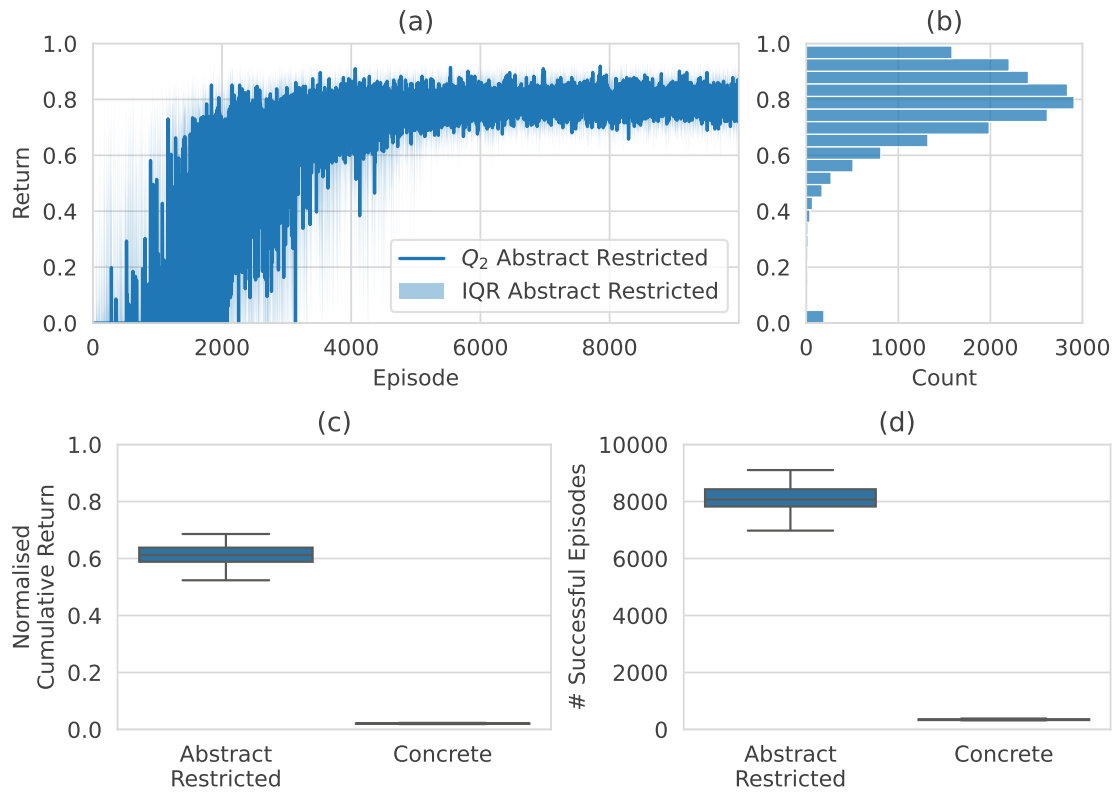 (a)
1.0
0.8
0.6
0.4
0.2
0.0
Return
Q2 Abstract Restricted
IQR Abstract Restricted
0 2000 4000 6000 8000
Episode
(b)
1.0
0.8
0.6
0.4
0.2
0.0
0 1000 2000 3000
Count
(c)
1.0
0.8
0.6
0.4
0.2
0.0
Normalised
Cumulative Return
Abstract
Restricted
Concrete
(d)
10000
8000
6000
4000
2000
0
# Successful Episodes
Abstract
Restricted
Concrete